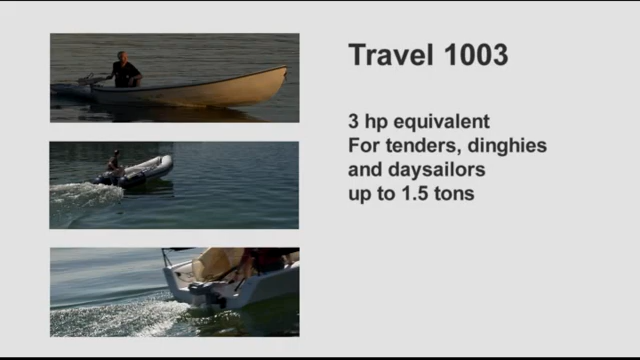 Travel 1003
3 hp equivalent
For tenders, dinghies
and daysailors
up to 1.5 tons